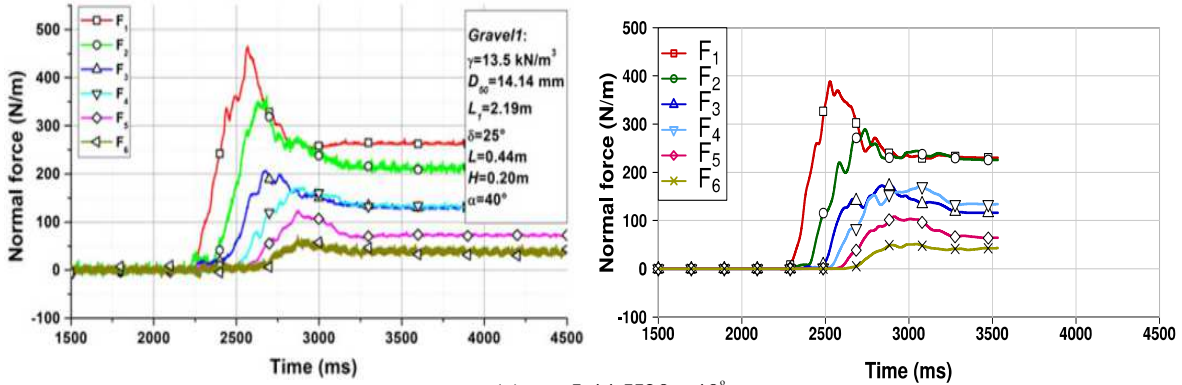 500
400
300
200
100
0
-100
Normal force (N/m)
F1
F2
F3
F4
F5
F6
Gravel1:
γ=13.5 kN/m³
D50=14.14 mm
L1=2.19m
δ=25°
L=0.44m
H=0.20m
α=40°
1500 2000 2500 3000 3500 4000 4500
Time (ms)
500
400
300
200
100
0
-100
Normal force (N/m)
F1
F2
F3
F4
F5
F6
1500 2000 2500 3000 3500 4000 4500
Time (ms)